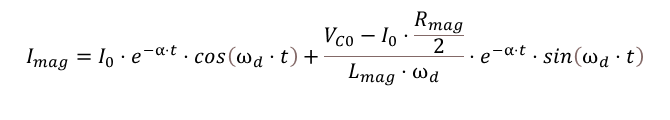 I_mag = I_0 · e^(−α·t) · cos(ω_d · t) + (V_C0 − I_0 · R_mag/2)/(L_mag · ω_d) · e^(−α·t) · sin(ω_d · t)